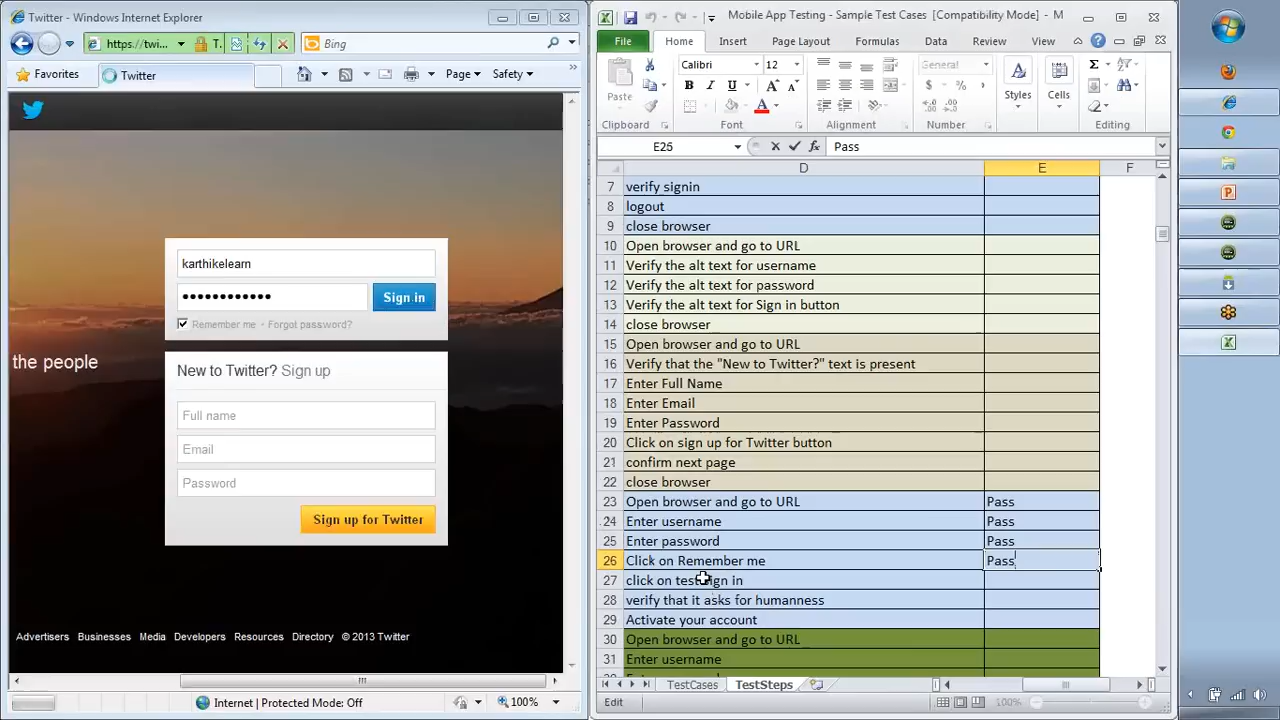 Twitter - Windows Internet Explorer
https://twi...
T.
Bing
Favorites
Twitter
Page
Safety
karthikelearn
••••••••••••
Sign in
Remember me - Forgot password?
the people
New to Twitter? Sign up
Full name
Email
Password
Sign up for Twitter
Advertisers Businesses Media Developers Resources Directory © 2013 Twitter
Internet | Protected Mode: Off
100%
Mobile App Testing - Sample Test Cases [Compatibility Mode] - M
File Home Insert Page Layout Formulas Data Review View
Paste
Calibri
12
General
Styles
Cells
Clipboard Font Alignment Number Editing
E25
Pass
D E F
7 verify signin
8 logout
9 close browser
10 Open browser and go to URL
11 Verify the alt text for username
12 Verify the alt text for password
13 Verify the alt text for Sign in button
14 close browser
15 Open browser and go to URL
16 Verify that the "New to Twitter?" text is present
17 Enter Full Name
18 Enter Email
19 Enter Password
20 Click on sign up for Twitter button
21 confirm next page
22 close browser
23 Open browser and go to URL Pass
24 Enter username Pass
25 Enter password Pass
26 Click on Remember me Pass
27 click on test sign in
28 verify that it asks for humanness
29 Activate your account
30 Open browser and go to URL
31 Enter username
TestCases TestSteps
Edit
100%